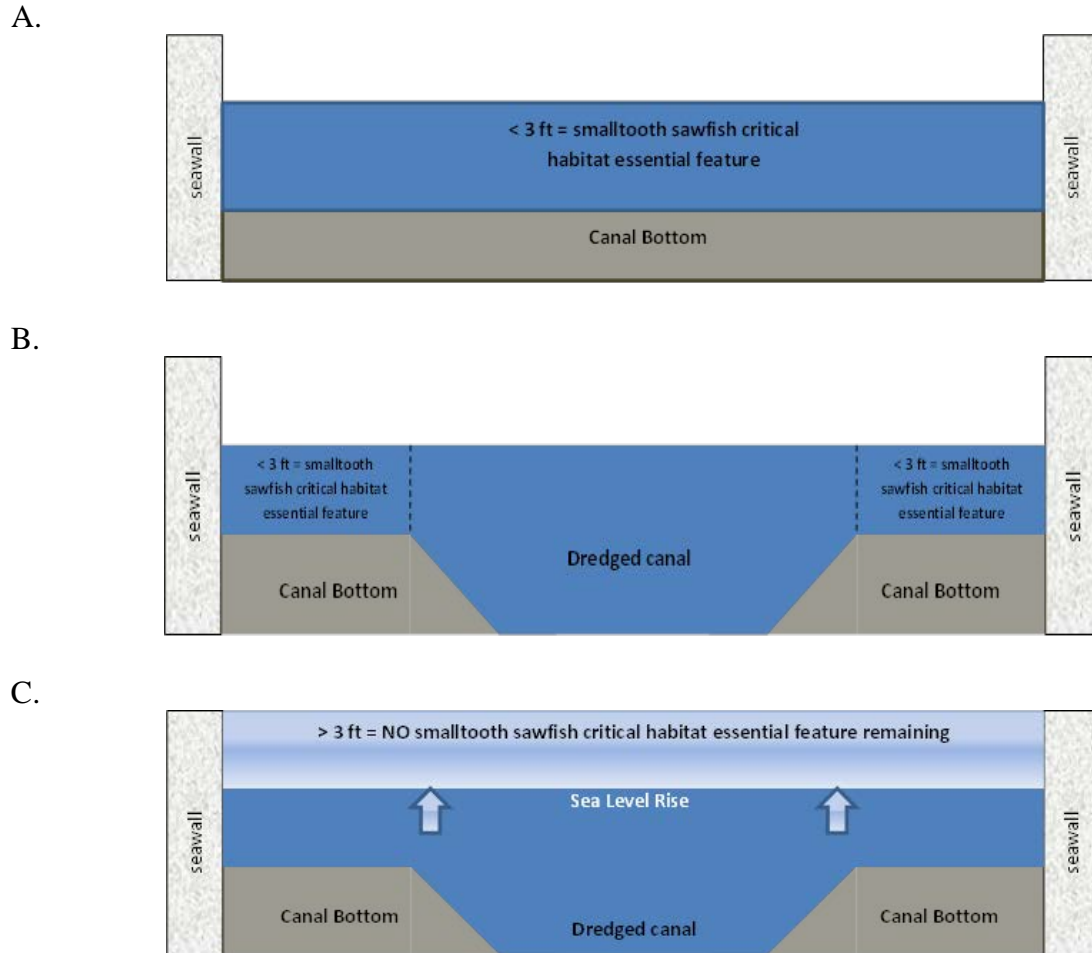 A.
seawall
< 3 ft = smalltooth sawfish critical
habitat essential feature
Canal Bottom
seawall
B.
seawall
< 3 ft = smalltooth
sawfish critical habitat
essential feature
Canal Bottom
Dredged canal
< 3 ft = smalltooth
sawfish critical habitat
essential feature
Canal Bottom
seawall
C.
seawall
> 3 ft = NO smalltooth sawfish critical habitat essential feature remaining
Sea Level Rise
Canal Bottom
Dredged canal
Canal Bottom
seawall